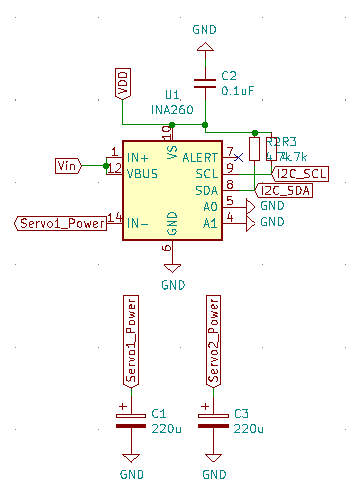 GND
C2
0.1uF
VDD
U1
INA260
10
VS
1
IN+
ALERT
7
R2
R3
4.7k
4.7k
Vin
12
VBUS
SCL
9
I2C_SCL
SDA
8
I2C_SDA
A0
5
GND
Servo1_Power
14
IN-
A1
4
GND
GND
6
GND
Servo1_Power
Servo2_Power
+
C1
220u
+
C3
220u
GND
GND